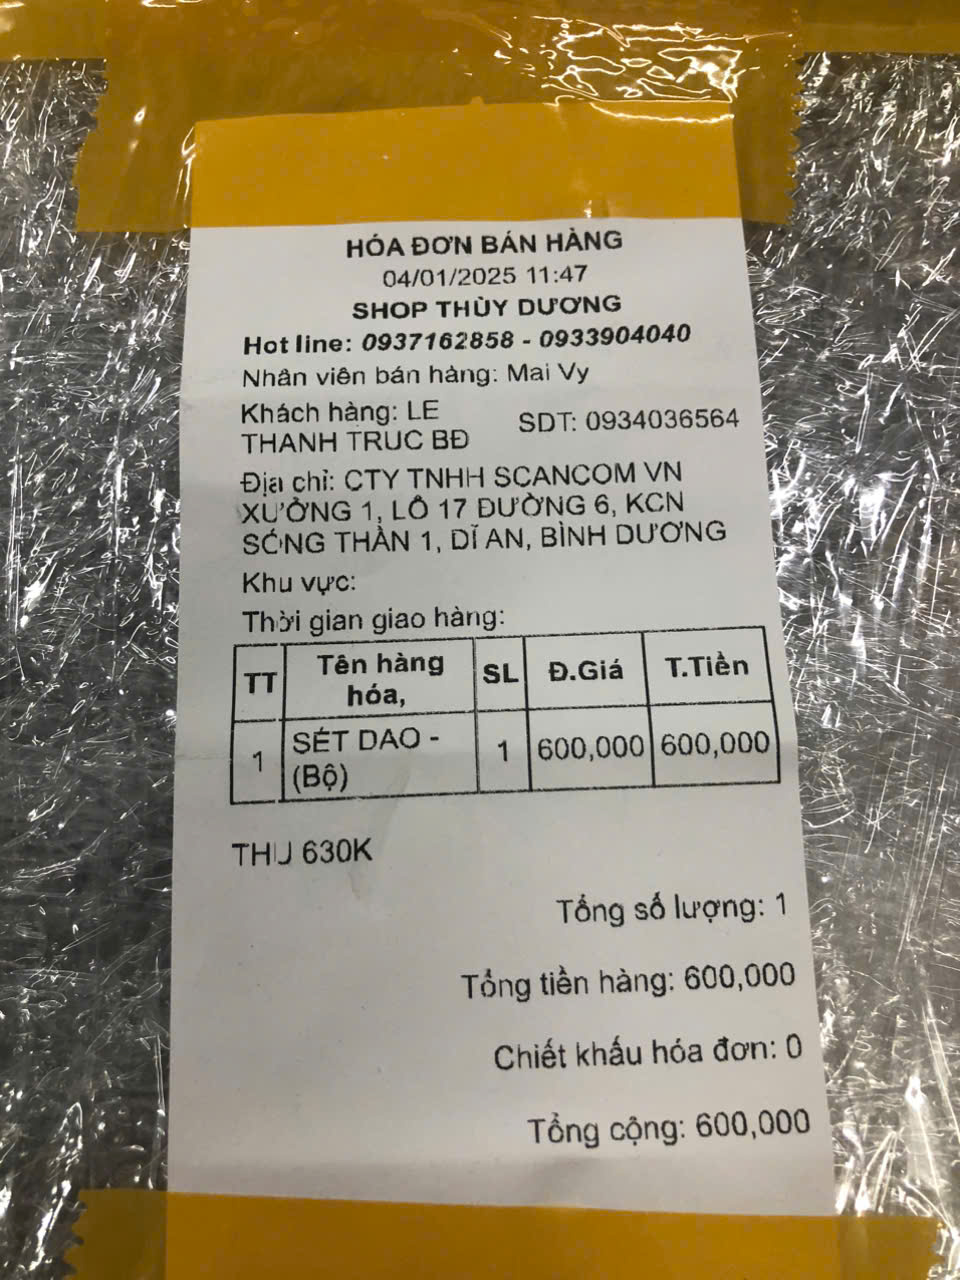 HÓA ĐƠN BÁN HÀNG
04/01/2025 11:47
SHOP THÙY DƯƠNG
Hot line: 0937162858 - 0933904040
Nhân viên bán hàng: Mai Vy
Khách hàng: LE
THANH TRUC BĐ
SDT: 0934036564
Địa chỉ: CTY TNHH SCANCOM VN
XƯỞNG 1, LÔ 17 ĐƯỜNG 6, KCN
SÓNG THẦN 1, DĨ AN, BÌNH DƯƠNG
Khu vực:
Thời gian giao hàng:
TT Tên hàng hóa, SL Đ.Giá T.Tiền
1 SÉT DAO - (Bộ) 1 600,000 600,000
THU 630K
Tổng số lượng: 1
Tổng tiền hàng: 600,000
Chiết khấu hóa đơn: 0
Tổng cộng: 600,000